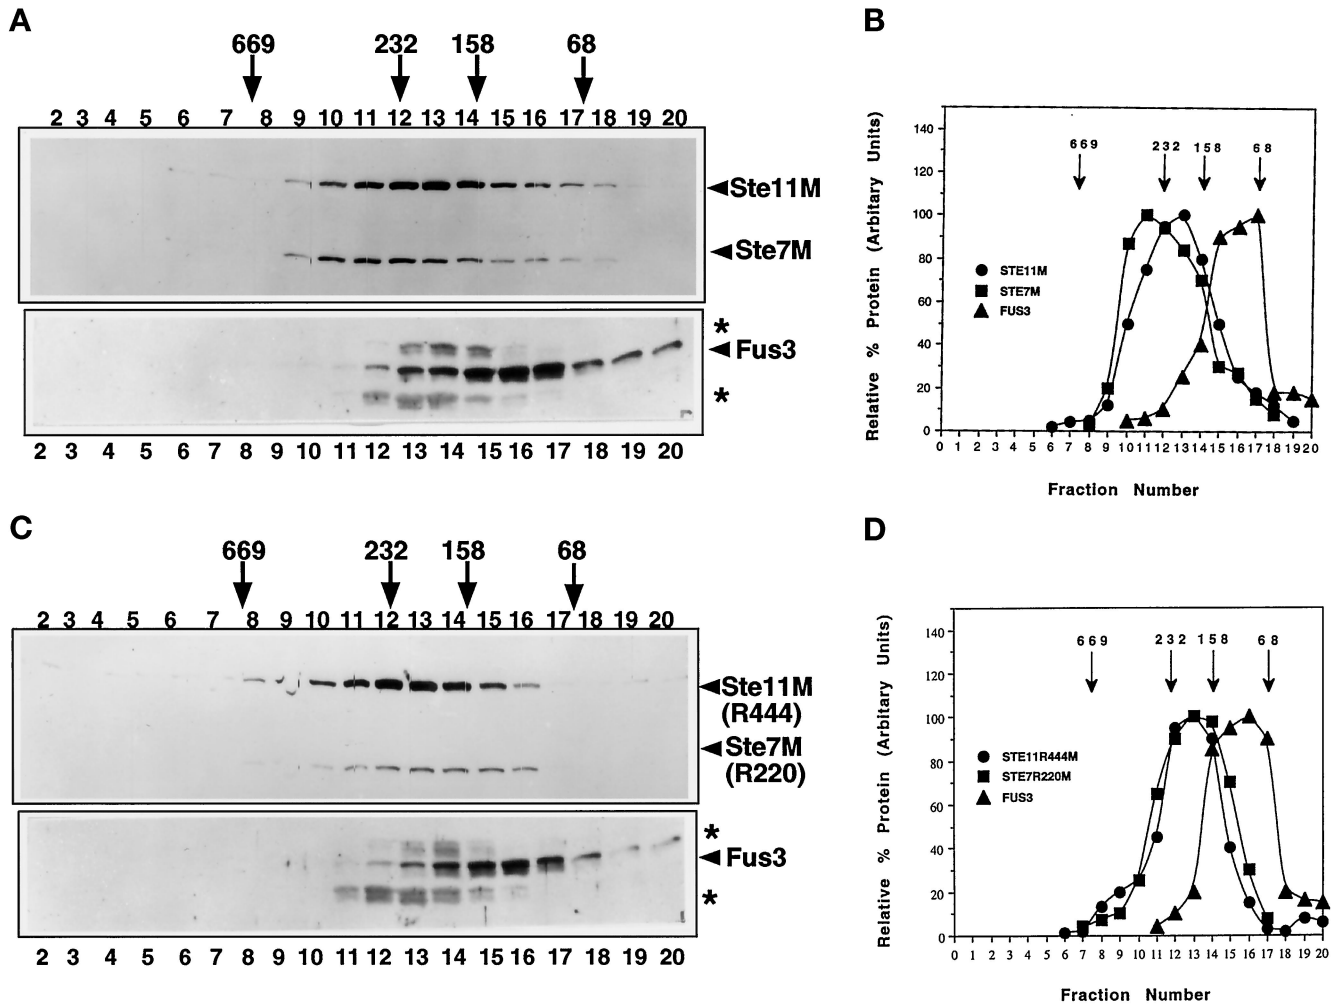 A
669 232 158 68
2 3 4 5 6 7 8 9 10 11 12 13 14 15 16 17 18 19 20
Ste11M
Ste7M
*
Fus3
*
2 3 4 5 6 7 8 9 10 11 12 13 14 15 16 17 18 19 20
B
Relative % Protein (Arbitary Units)
140
120
100
80
60
40
20
0
669 232 158 68
STE11M
STE7M
FUS3
0 1 2 3 4 5 6 7 8 9 10 11 12 13 14 15 16 17 18 19 20
Fraction Number
C
669 232 158 68
2 3 4 5 6 7 8 9 10 11 12 13 14 15 16 17 18 19 20
Ste11M
(R444)
Ste7M
(R220)
*
Fus3
*
2 3 4 5 6 7 8 9 10 11 12 13 14 15 16 17 18 19 20
D
Relative % Protein (Arbitary Units)
140
120
100
80
60
40
20
0
669 232 158 68
STE11R444M
STE7R220M
FUS3
0 1 2 3 4 5 6 7 8 9 10 11 12 13 14 15 16 17 18 19 20
Fraction Number